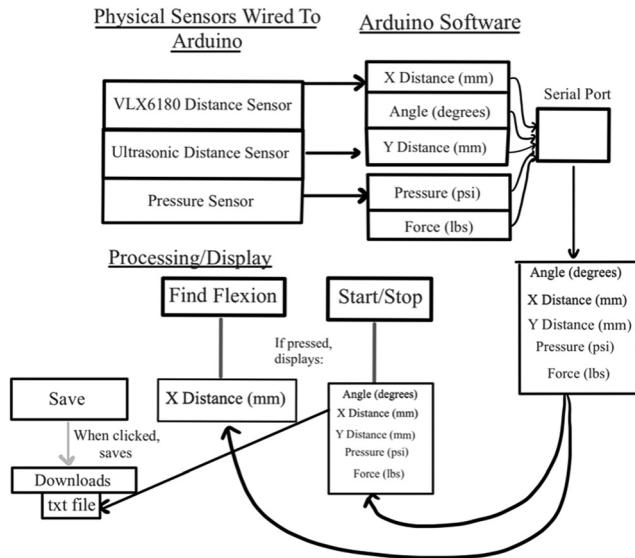 Physical Sensors Wired To
Arduino
Arduino Software
VLX6180 Distance Sensor
Ultrasonic Distance Sensor
Pressure Sensor
X Distance (mm)
Angle (degrees)
Y Distance (mm)
Pressure (psi)
Force (lbs)
Serial Port
Angle (degrees)
X Distance (mm)
Y Distance (mm)
Pressure (psi)
Force (lbs)
Processing/Display
Find Flexion
Start/Stop
If pressed,
displays:
X Distance (mm)
Angle (degrees)
X Distance (mm)
Y Distance (mm)
Pressure (psi)
Force (lbs)
Save
When clicked,
saves
Downloads
txt file